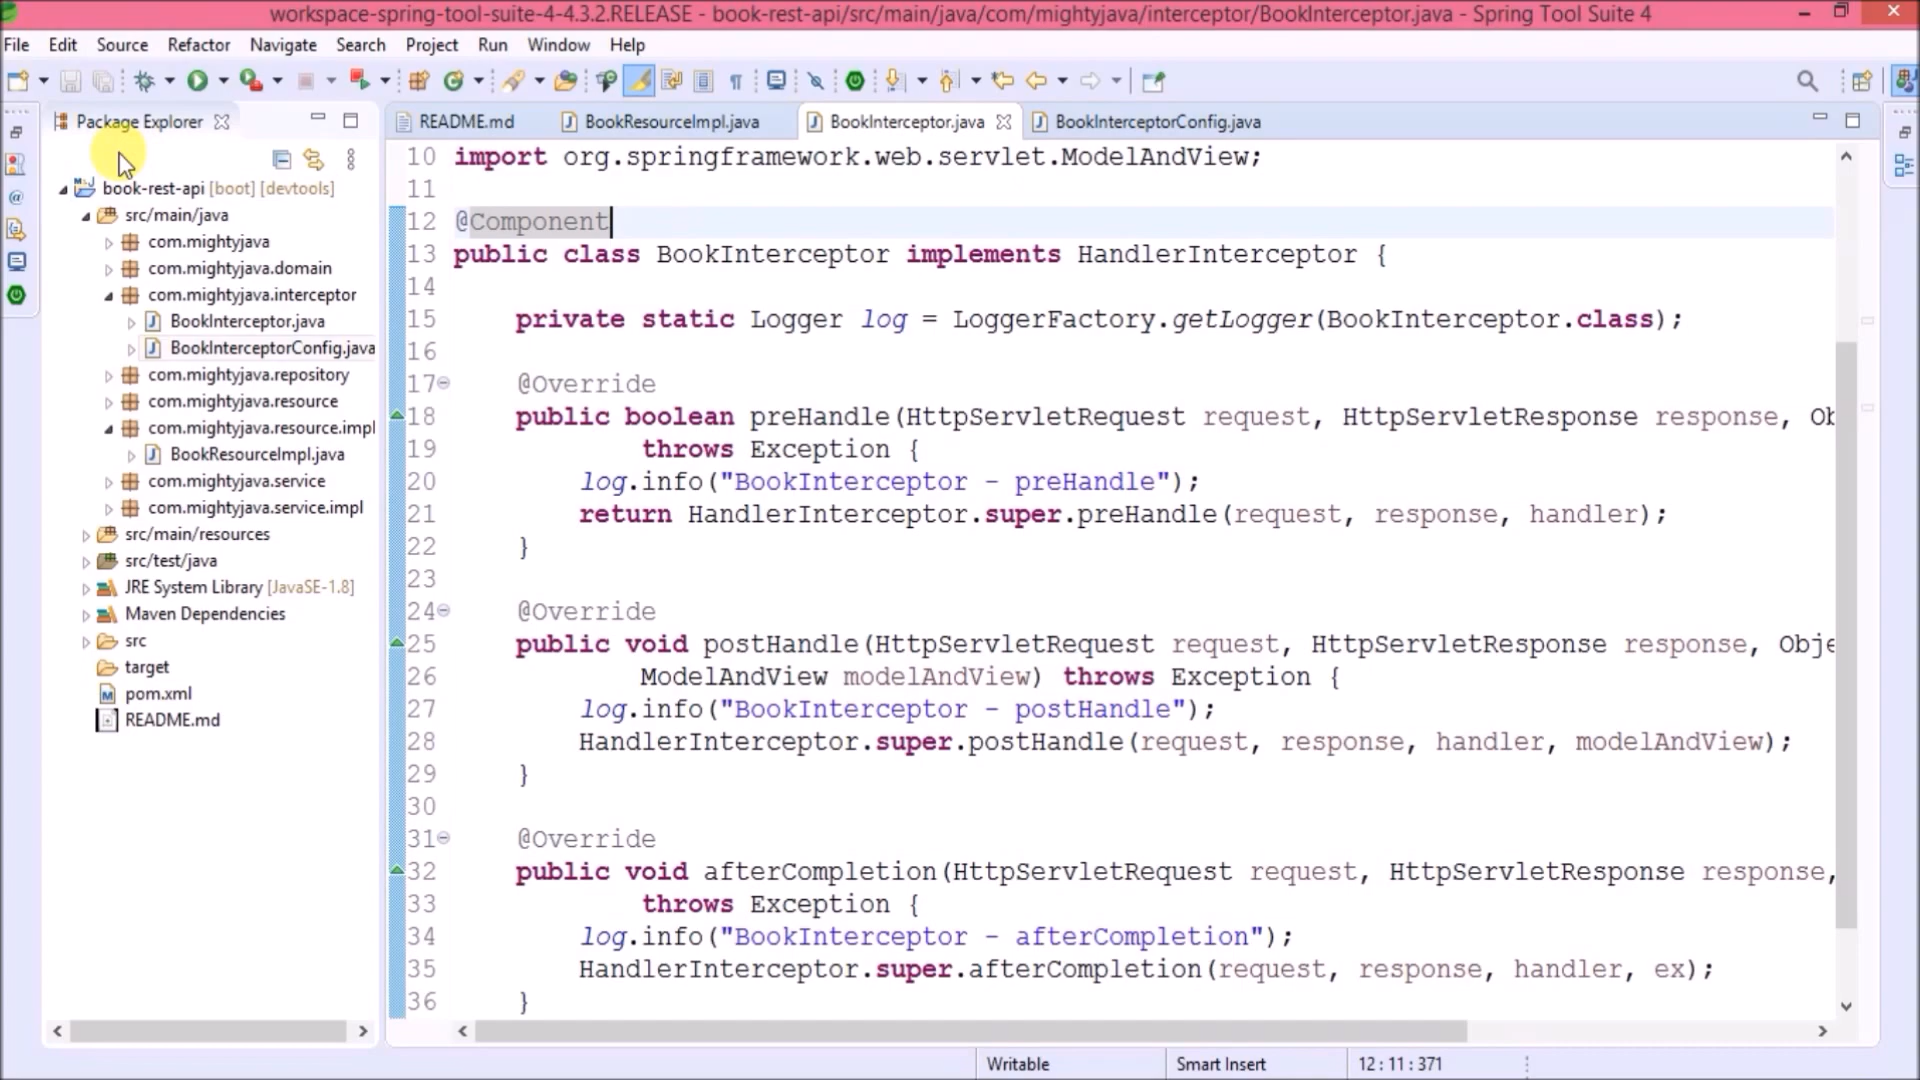 workspace-spring-tool-suite-4-4.3.2.RELEASE - book-rest-api/src/main/java/com/mightyjava/interceptor/BookInterceptor.java - Spring Tool Suite 4
File Edit Source Refactor Navigate Search Project Run Window Help
Package Explorer
README.md BookResourceImpl.java BookInterceptor.java BookInterceptorConfig.java
book-rest-api [boot] [devtools]
src/main/java
com.mightyjava
com.mightyjava.domain
com.mightyjava.interceptor
BookInterceptor.java
BookInterceptorConfig.java
com.mightyjava.repository
com.mightyjava.resource
com.mightyjava.resource.impl
BookResourceImpl.java
com.mightyjava.service
com.mightyjava.service.impl
src/main/resources
src/test/java
JRE System Library [JavaSE-1.8]
Maven Dependencies
src
target
pom.xml
README.md
10 import org.springframework.web.servlet.ModelAndView;
11
12 @Component
13 public class BookInterceptor implements HandlerInterceptor {
14
15 private static Logger log = LoggerFactory.getLogger(BookInterceptor.class);
16
17 @Override
18 public boolean preHandle(HttpServletRequest request, HttpServletResponse response, Ob
19 throws Exception {
20 log.info("BookInterceptor - preHandle");
21 return HandlerInterceptor.super.preHandle(request, response, handler);
22 }
23
24 @Override
25 public void postHandle(HttpServletRequest request, HttpServletResponse response, Obje
26 ModelAndView modelAndView) throws Exception {
27 log.info("BookInterceptor - postHandle");
28 HandlerInterceptor.super.postHandle(request, response, handler, modelAndView);
29 }
30
31 @Override
32 public void afterCompletion(HttpServletRequest request, HttpServletResponse response,
33 throws Exception {
34 log.info("BookInterceptor - afterCompletion");
35 HandlerInterceptor.super.afterCompletion(request, response, handler, ex);
36 }
Writable Smart Insert 12 : 11 : 371